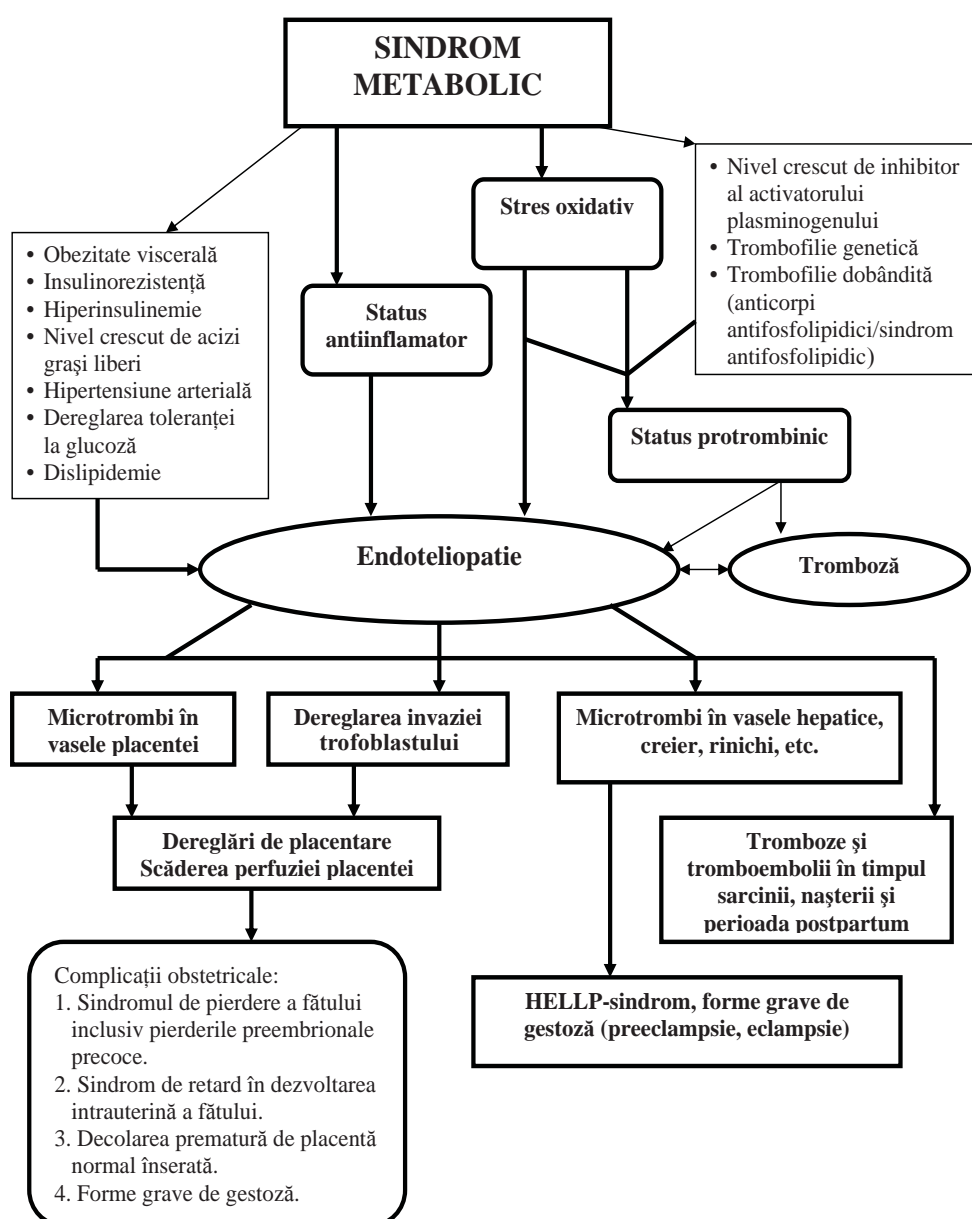 SINDROM
METABOLIC
• Nivel crescut de inhibitor
al activatorului
plasminogenului
• Trombofilie genetică
• Trombofilie dobândită
(anticorpi
antifosfolipidici/sindrom
antifosfolipidic)
Stres oxidativ
• Obezitate viscerală
• Insulinorezistenţă
• Hiperinsulinemie
• Nivel crescut de acizi
graşi liberi
• Hipertensiune arterială
• Dereglarea toleranţei
la glucoză
• Dislipidemie
Status
antiinflamator
Status protrombinic
Endoteliopatie
Tromboză
Microtrombi în
vasele placentei
Dereglarea invaziei
trofoblastului
Microtrombi în vasele hepatice,
creier, rinichi, etc.
Dereglări de placentare
Scăderea perfuziei placentei
Tromboze şi
tromboembolii în timpul
sarcinii, naşterii şi
perioada postpartum
Complicaţii obstetricale:
1. Sindromul de pierdere a fătului
inclusiv pierderile preembrionale
precoce.
2. Sindrom de retard în dezvoltarea
intrauterină a fătului.
3. Decolarea prematură de placentă
normal înserată.
4. Forme grave de gestoză.
HELLP-sindrom, forme grave de
gestoză (preeclampsie, eclampsie)